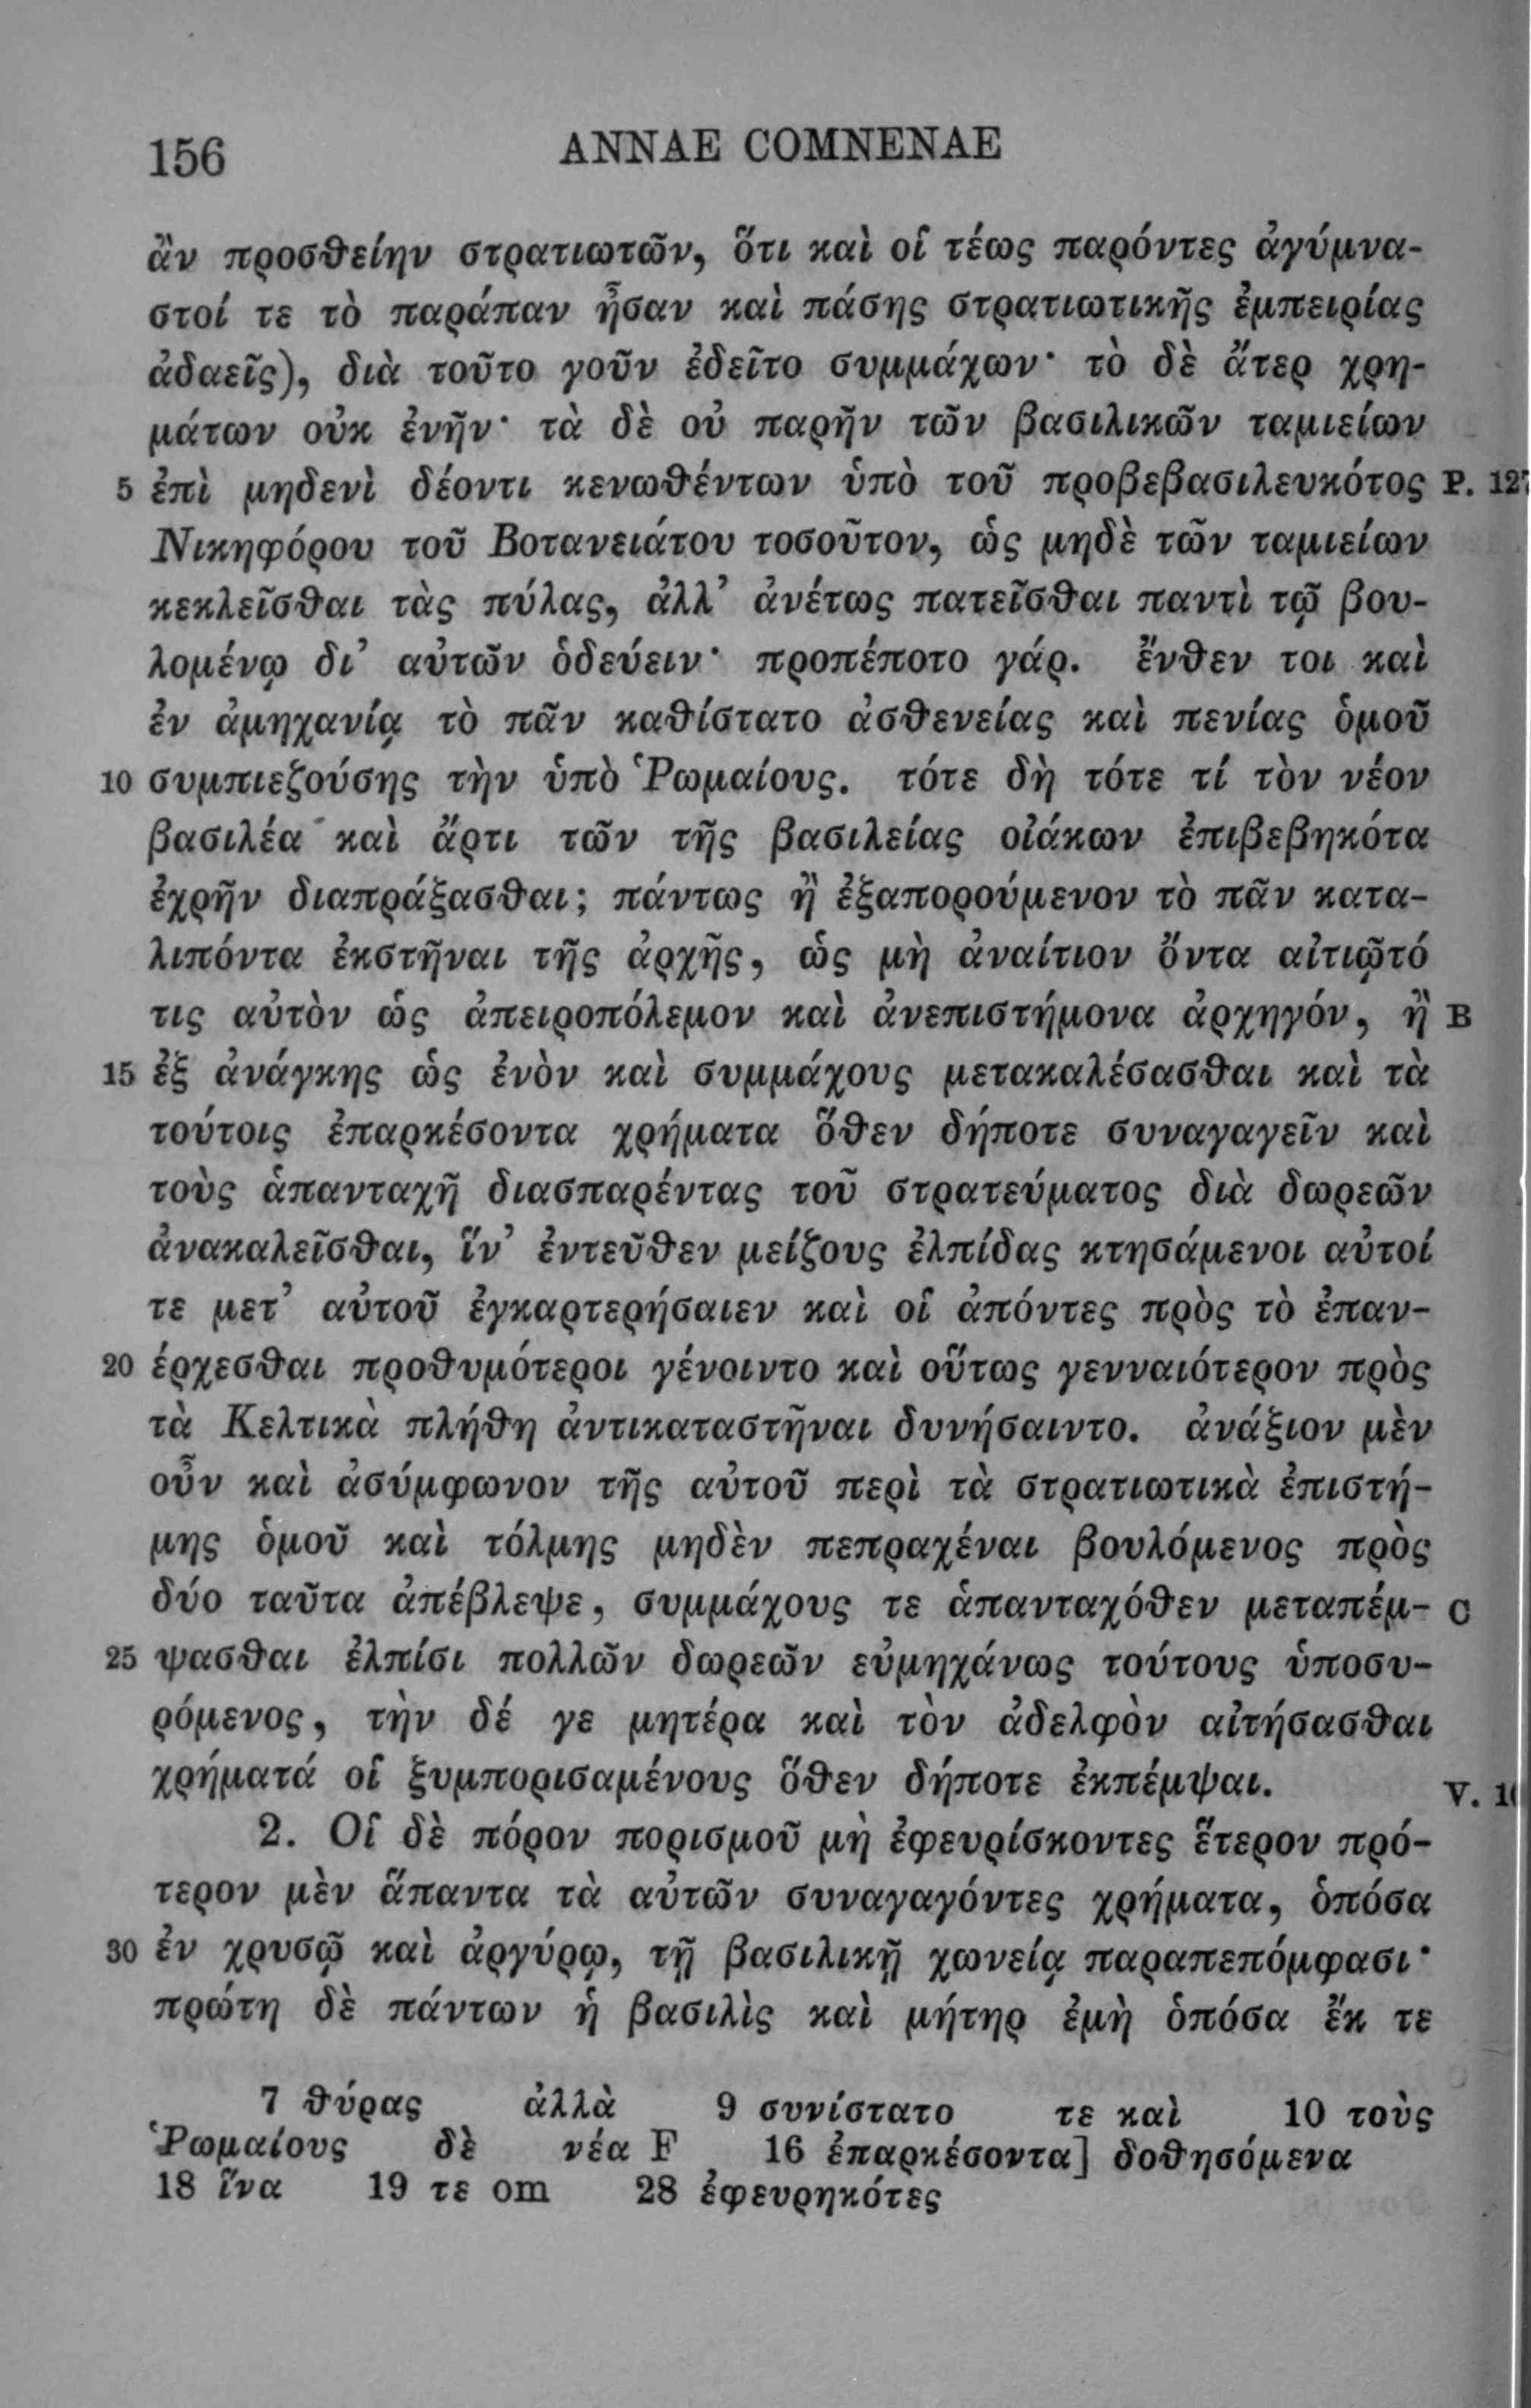 156 ANNAE COMNENAE
ἂν προσθείην στρατιωτῶν, ὅτι καὶ οἱ τέως παρόντες ἀγύμνα-
στοί τε τὸ παράπαν ἦσαν καὶ πάσης στρατιωτικῆς ἐμπειρίας
ἀδαεῖς), διὰ τοῦτο γοῦν ἐδεῖτο συμμάχων· τὸ δὲ ἄτερ χρη-
μάτων οὐκ ἐνῆν· τὰ δὲ οὐ παρῆν τῶν βασιλικῶν ταμιείων
5 ἐπὶ μηδενὶ δέοντι κενωθέντων ὑπὸ τοῦ προβεβασιλευκότος P. 127
Νικηφόρου τοῦ Βοτανειάτου τοσοῦτον, ὡς μηδὲ τῶν ταμιείων
κεκλεῖσθαι τὰς πύλας, ἀλλ’ ἀνέτως πατεῖσθαι παντὶ τῷ βου-
λομένῳ δι’ αὐτῶν ὁδεύειν· προπέποτο γάρ. ἔνθεν τοι καὶ
ἐν ἀμηχανίᾳ τὸ πᾶν καθίστατο ἀσθενείας καὶ πενίας ὁμοῦ
10 συμπιεζούσης τὴν ὑπὸ Ῥωμαίους. τότε δὴ τότε τί τὸν νέον
βασιλέα καὶ ἄρτι τῶν τῆς βασιλείας οἰάκων ἐπιβεβηκότα
ἐχρῆν διαπράξασθαι; πάντως ἢ ἐξαπορούμενον τὸ πᾶν κατα-
λιπόντα ἐκστῆναι τῆς ἀρχῆς, ὡς μὴ ἀναίτιον ὄντα αἰτιῷτό
τις αὐτὸν ὡς ἀπειροπόλεμον καὶ ἀνεπιστήμονα ἀρχηγόν, ἢ B
15 ἐξ ἀνάγκης ὡς ἐνὸν καὶ συμμάχους μετακαλέσασθαι καὶ τὰ
τούτοις ἐπαρκέσοντα χρήματα ὅθεν δήποτε συναγαγεῖν καὶ
τοὺς ἁπανταχῆ διασπαρέντας τοῦ στρατεύματος διὰ δωρεῶν
ἀνακαλεῖσθαι, ἵν’ ἐντεῦθεν μείζους ἐλπίδας κτησάμενοι αὐτοί
τε μετ’ αὐτοῦ ἐγκαρτερήσαιεν καὶ οἱ ἀπόντες πρὸς τὸ ἐπαν-
20 έρχεσθαι προθυμότεροι γένοιντο καὶ οὕτως γενναιότερον πρὸς
τὰ Κελτικὰ πλήθη ἀντικαταστῆναι δυνήσαιντο. ἀνάξιον μὲν
οὖν καὶ ἀσύμφωνον τῆς αὐτοῦ περὶ τὰ στρατιωτικὰ ἐπιστή-
μης ὁμοῦ καὶ τόλμης μηδὲν πεπραχέναι βουλόμενος πρὸς
δύο ταῦτα ἀπέβλεψε, συμμάχους τε ἁπανταχόθεν μεταπέμ- C
25 ψασθαι ἐλπίσι πολλῶν δωρεῶν εὐμηχάνως τούτους ὑποσυ-
ρόμενος, τὴν δέ γε μητέρα καὶ τὸν ἀδελφὸν αἰτήσασθαι
χρήματά οἱ ξυμπορισαμένους ὅθεν δήποτε ἐκπέμψαι. V.
2. Οἱ δὲ πόρον πορισμοῦ μὴ ἐφευρίσκοντες ἕτερον πρό-
τερον μὲν ἅπαντα τὰ αὐτῶν συναγαγόντες χρήματα, ὁπόσα
30 ἐν χρυσῷ καὶ ἀργύρῳ, τῇ βασιλικῇ χωνείᾳ παραπεπόμφασι·
πρώτη δὲ πάντων ἡ βασιλὶς καὶ μήτηρ ἐμὴ ὁπόσα ἔκ τε
7 θύρας ἀλλὰ 9 συνίστατο τε καὶ 10 τοὺς
Ῥωμαίους δὲ νέα F 16 ἐπαρκέσοντα] δοθησόμενα
18 ἵνα 19 τε om 28 ἐφευρηκότες